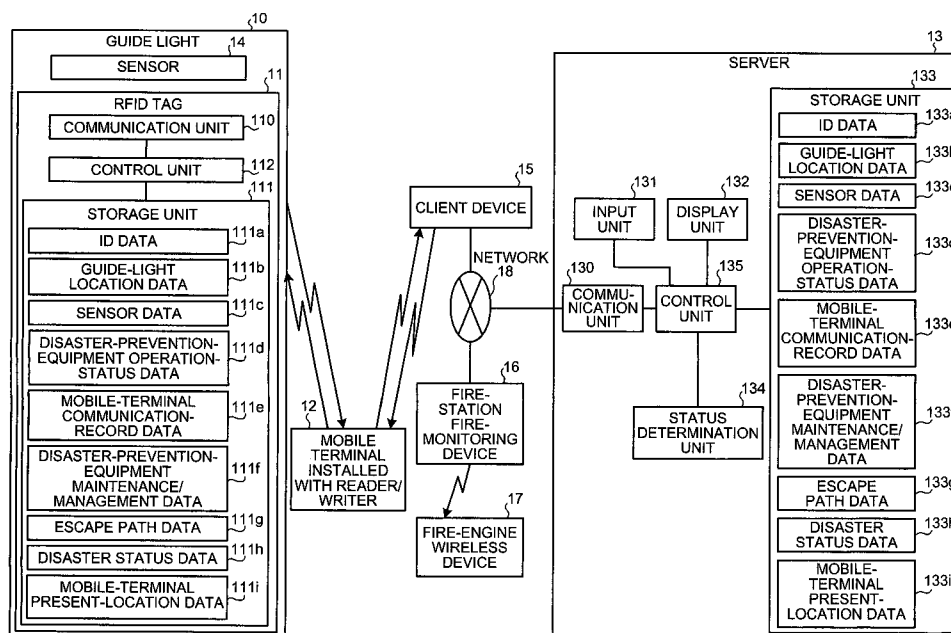 10
GUIDE LIGHT
14
SENSOR
11
RFID TAG
COMMUNICATION UNIT
110
CONTROL UNIT
112
111
STORAGE UNIT
ID DATA
111a
GUIDE-LIGHT
LOCATION DATA
111b
SENSOR DATA
111c
DISASTER-PREVENTION-
EQUIPMENT OPERATION-
STATUS DATA
111d
MOBILE-TERMINAL
COMMUNICATION-
RECORD DATA
111e
DISASTER-PREVENTION-
EQUIPMENT
MAINTENANCE/
MANAGEMENT DATA
111f
ESCAPE PATH DATA
111g
DISASTER STATUS DATA
111h
MOBILE-TERMINAL
PRESENT-LOCATION DATA
111i
12
MOBILE
TERMINAL
INSTALLED
WITH READER/
WRITER
15
CLIENT DEVICE
NETWORK
18
16
FIRE-
STATION
FIRE-
MONITORING
DEVICE
17
FIRE-ENGINE
WIRELESS
DEVICE
13
SERVER
130
COMMU-
NICATION
UNIT
131
INPUT
UNIT
132
DISPLAY
UNIT
135
CONTROL
UNIT
134
STATUS
DETERMINATION
UNIT
133
STORAGE UNIT
ID DATA
GUIDE-LIGHT
LOCATION DATA
SENSOR DATA
DISASTER-
PREVENTION-
EQUIPMENT
OPERATION-
STATUS DATA
MOBILE-
TERMINAL
COMMUNICATION-
RECORD DATA
DISASTER-
PREVENTION-
EQUIPMENT
MAINTENANCE/
MANAGEMENT
DATA
ESCAPE
PATH DATA
DISASTER
STATUS DATA
MOBILE-
TERMINAL
PRESENT-
LOCATION DATA
133i